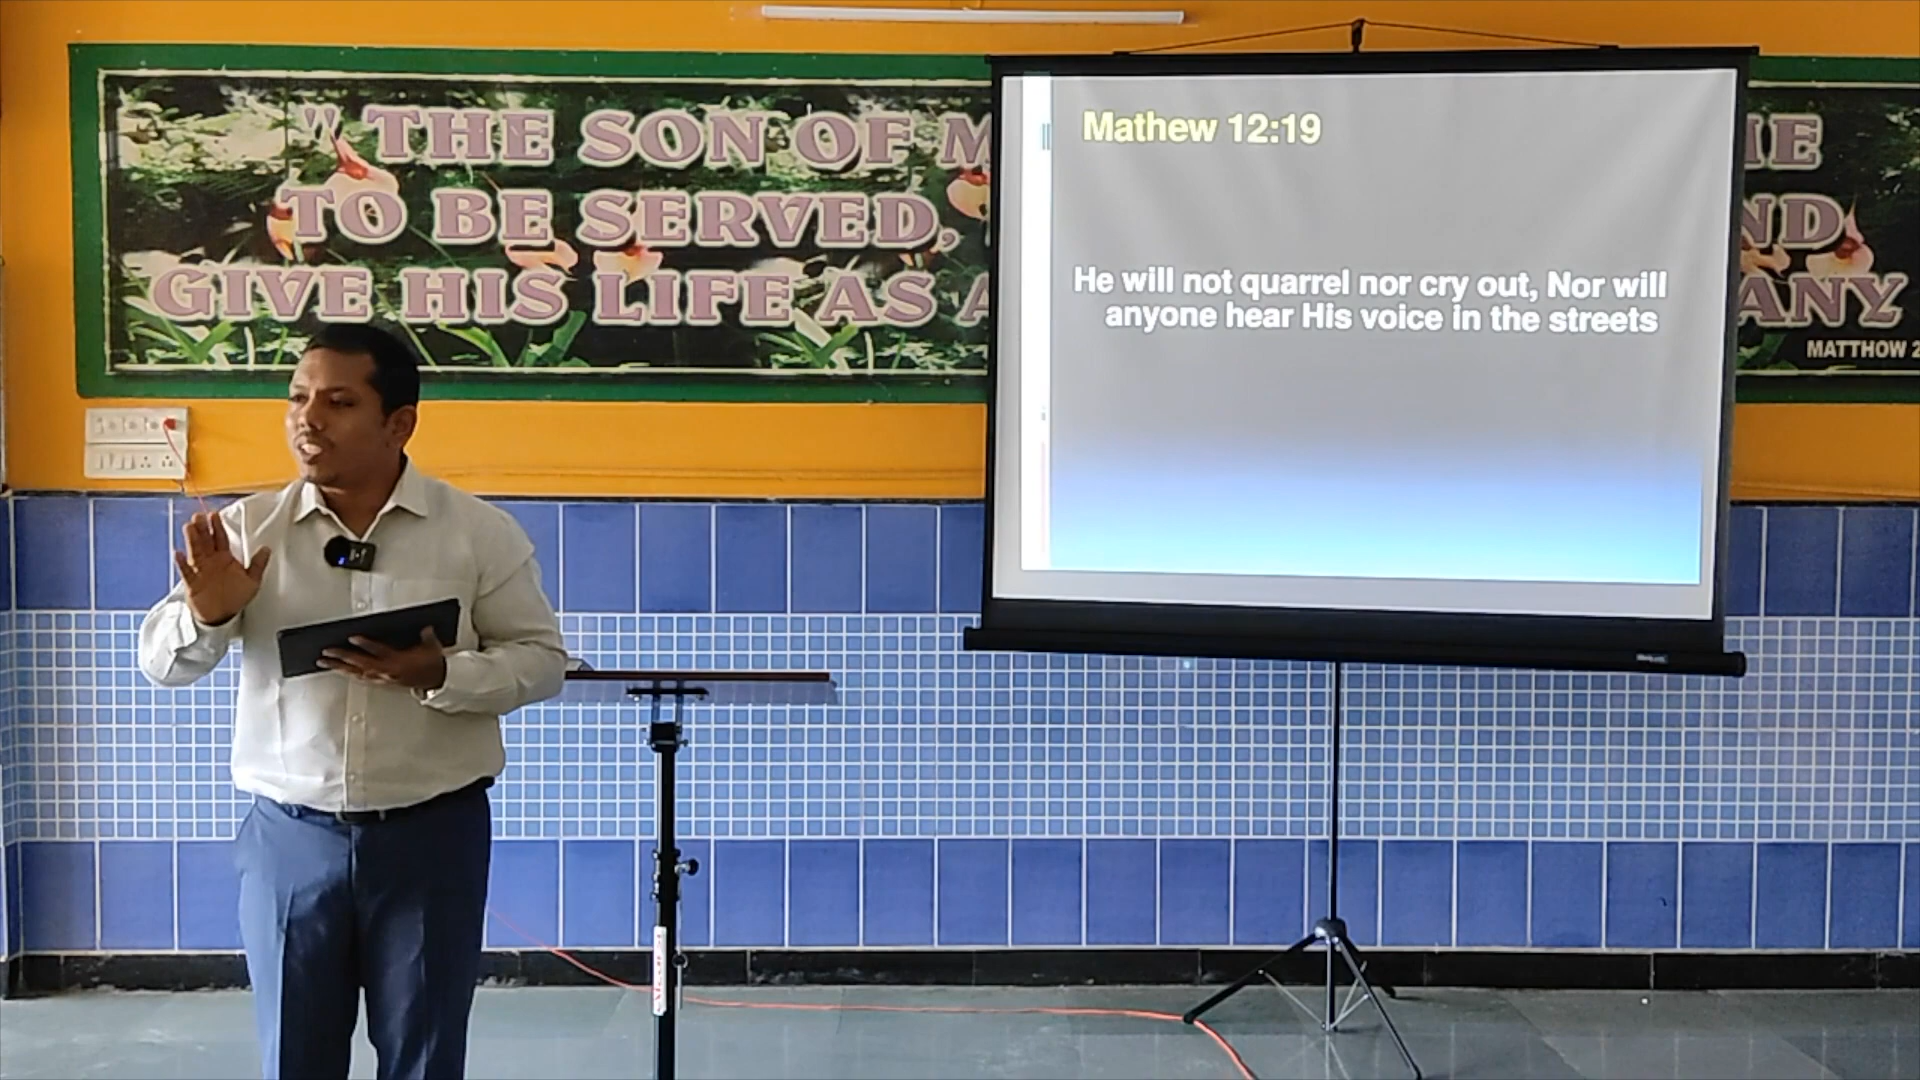 " THE SON OF M
TO BE SERVED,
GIVE HIS LIFE AS A
ME
ND
ANY
MATTHOW 2
Mathew 12:19
He will not quarrel nor cry out, Nor will
anyone hear His voice in the streets